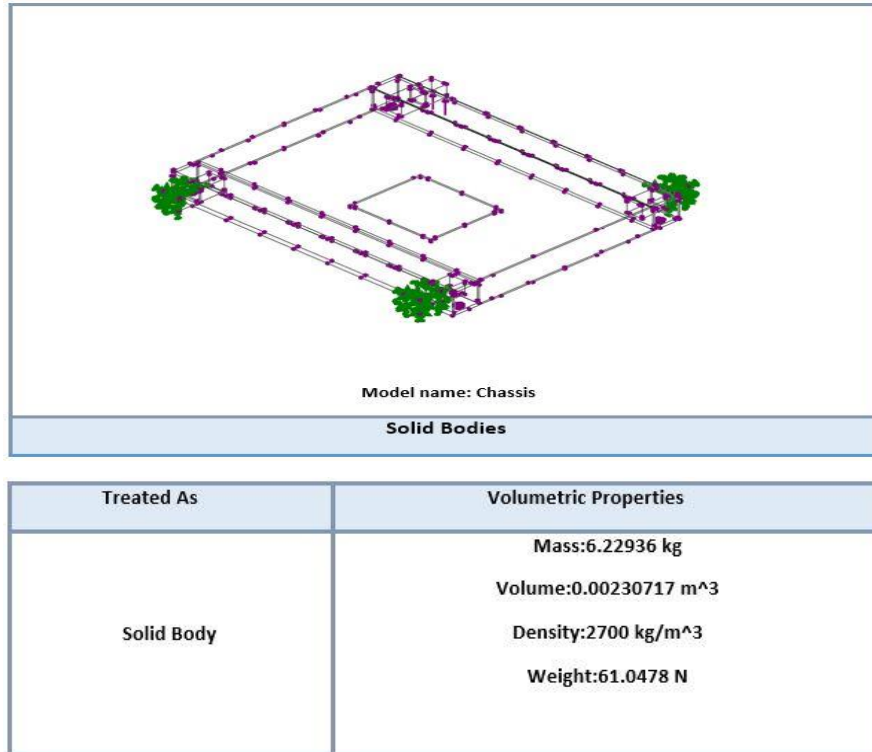 Model name: Chassis
Solid Bodies
Treated As
Volumetric Properties
Solid Body
Mass:6.22936 kg
Volume:0.00230717 m^3
Density:2700 kg/m^3
Weight:61.0478 N